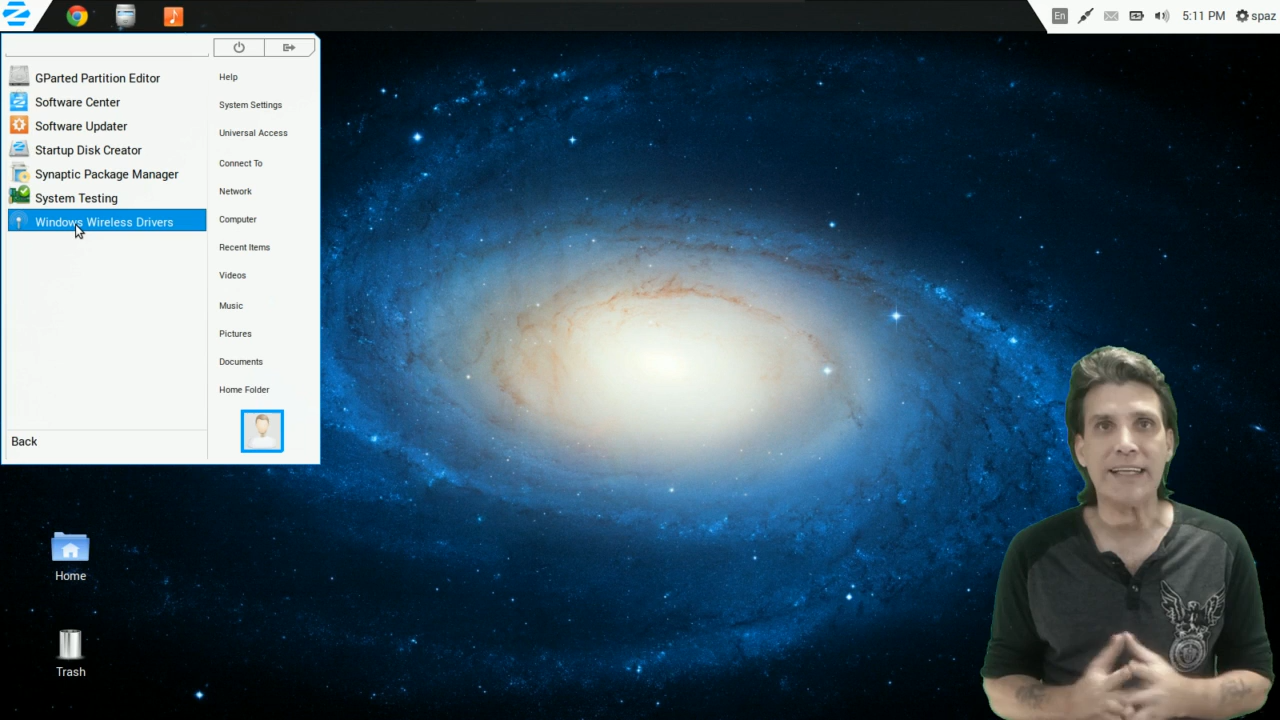 En
5:11 PM
spaz
GParted Partition Editor
Software Center
Software Updater
Startup Disk Creator
Synaptic Package Manager
System Testing
Windows Wireless Drivers
Back
Help
System Settings
Universal Access
Connect To
Network
Computer
Recent Items
Videos
Music
Pictures
Documents
Home Folder
Home
Trash